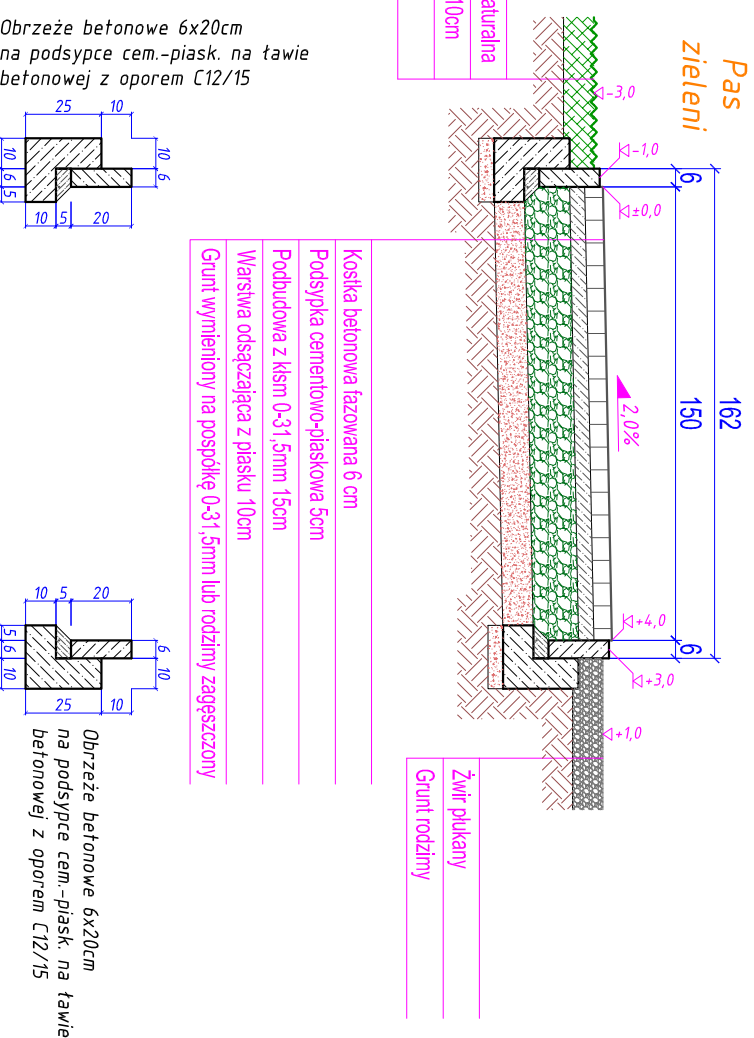 Obrzeże betonowe 6x20cm
na podsypce cem.-piask. na ławie
betonowej z oporem C12/15
Pas
zieleni
10cm
-3,0
-1,0
±0,0
6
150
6
162
2,0%
+4,0
+3,0
+1,0
Kostka betonowa fazowana 6 cm
Podsypka cementowo-piaskowa 5cm
Podbudowa z kłsm 0-31,5mm 15cm
Warstwa odsączająca z piasku 10cm
Grunt wymieniony na pospółkę 0-31,5mm lub rodzimy zagęszczony
Żwir płukany
Grunt rodzimy
25
10
10
6
5
10
6
10
5
20
10
5
20
5
6
10
6
10
25
10
Obrzeże betonowe 6x20cm
na podsypce cem.-piask. na ławie
betonowej z oporem C12/15